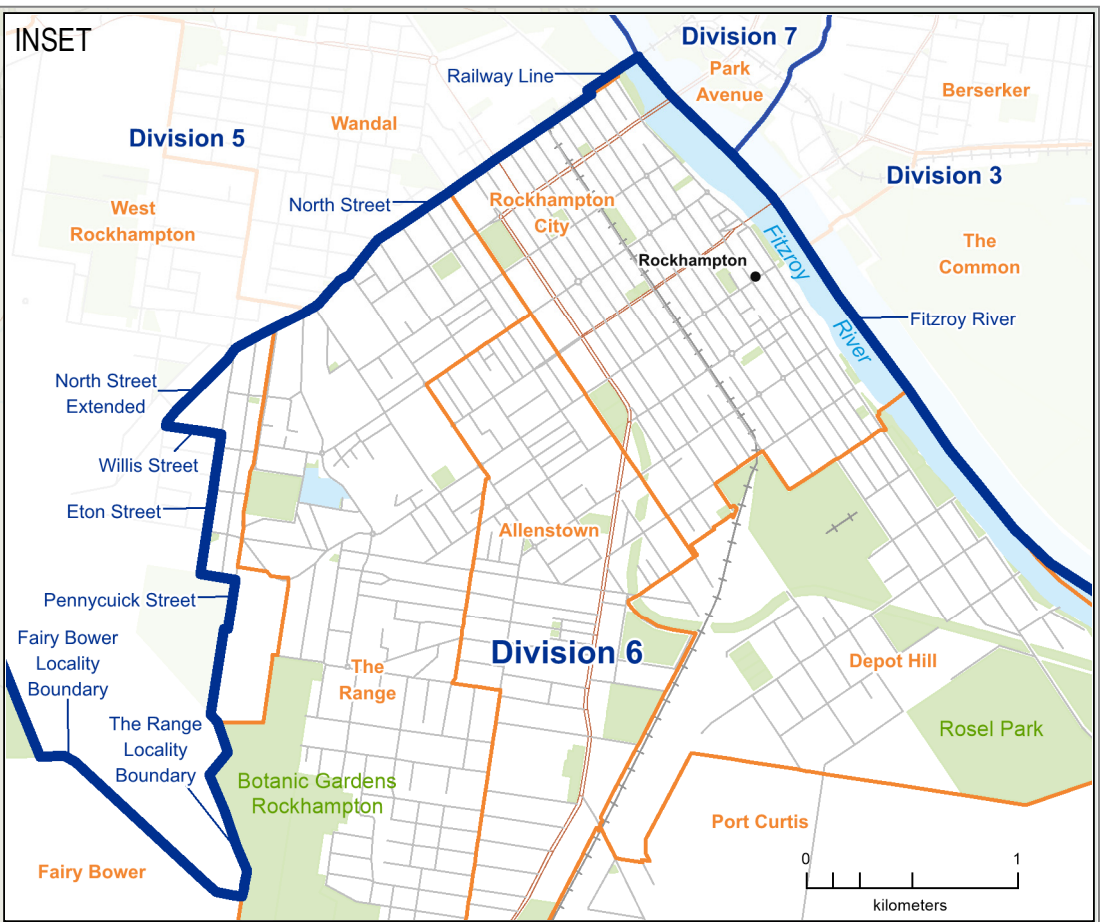 INSET
Division 7
Park
Avenue
Railway Line
Berserker
Wandal
Division 5
Division 3
North Street
Rockhampton
City
West
Rockhampton
The
Common
Rockhampton
Fitzroy
River
Fitzroy River
North Street
Extended
Willis Street
Eton Street
Allenstown
Pennycuick Street
Fairy Bower
Locality
Boundary
Division 6
The
Range
Depot Hill
The Range
Locality
Boundary
Rosel Park
Botanic Gardens
Rockhampton
Port Curtis
Fairy Bower
0 1
kilometers